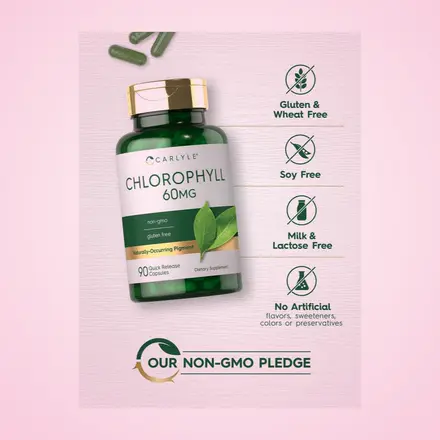 CARLYLE®
CHLOROPHYLL
60MG
non-gmo
gluten free
Naturally-Occurring Pigment
90 Quick Release
Capsules
Dietary Supplement
Gluten &
Wheat Free
Soy Free
Milk &
Lactose Free
No Artificial
flavors, sweeteners,
colors or preservatives
OUR NON-GMO PLEDGE